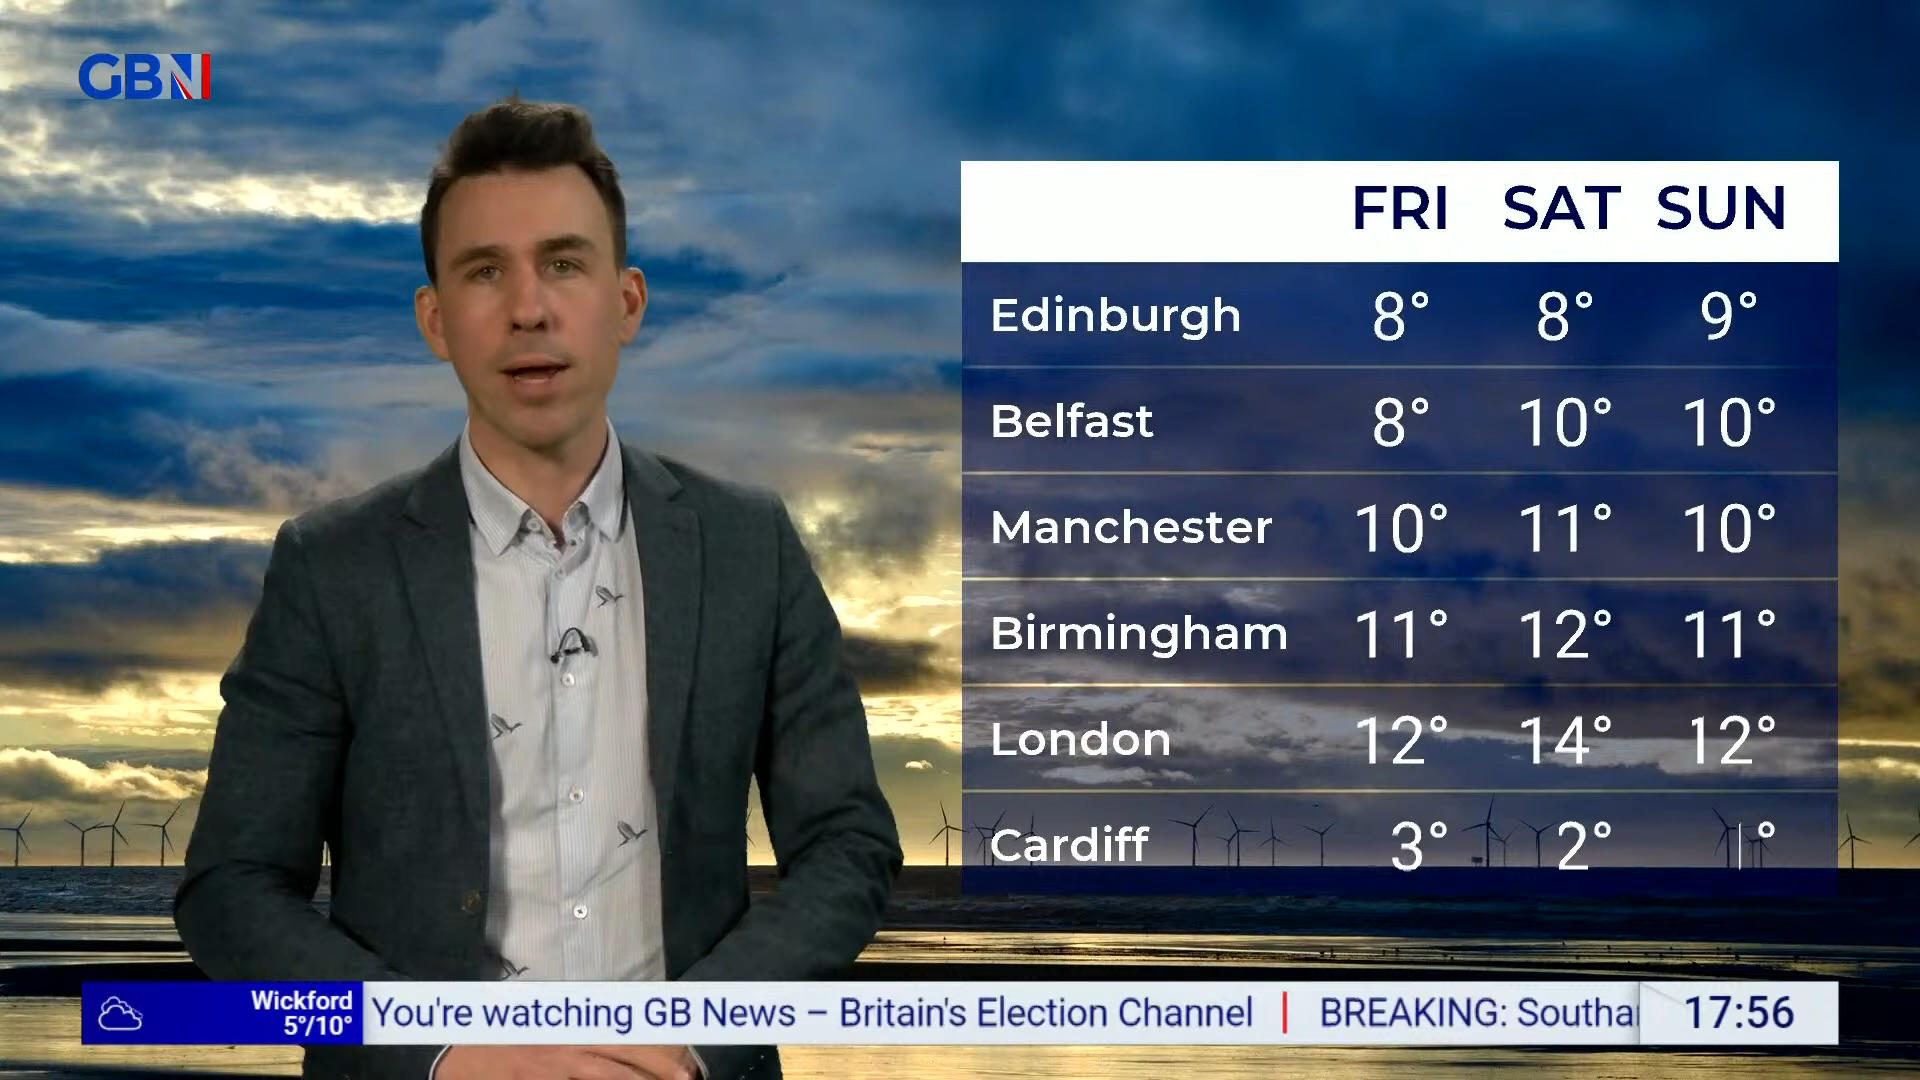 GBN
FRI SAT SUN
Edinburgh 8° 8° 9°
Belfast 8° 10° 10°
Manchester 10° 11° 10°
Birmingham 11° 12° 11°
London 12° 14° 12°
Cardiff 3° 2° °
Wickford
5°/10°
You're watching GB News – Britain's Election Channel | BREAKING: Southa
17:56